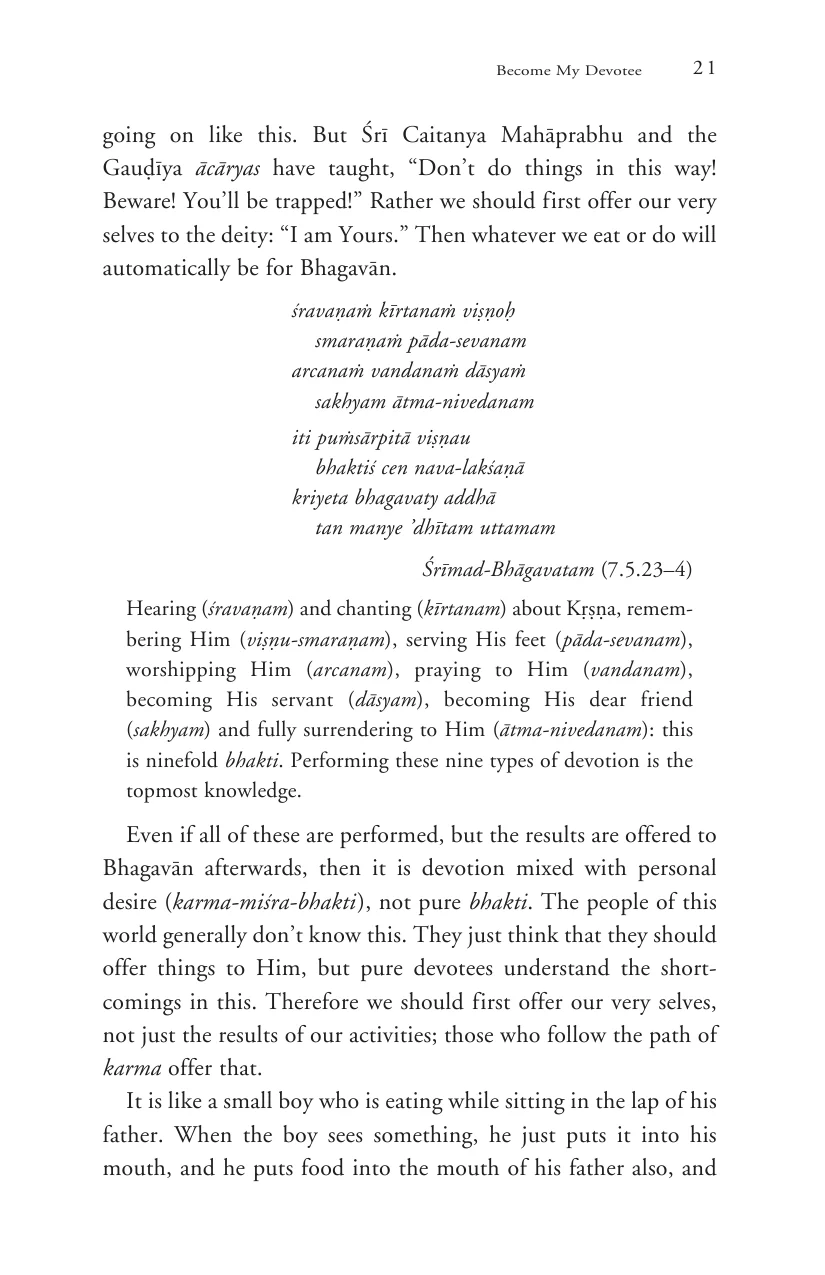 Become My Devotee 21
going on like this. But Śrī Caitanya Mahāprabhu and the
Gauḍīya ācāryas have taught, “Don’t do things in this way!
Beware! You’ll be trapped!” Rather we should first offer our very
selves to the deity: “I am Yours.” Then whatever we eat or do will
automatically be for Bhagavān.
śravaṇaṁ kīrtanaṁ viṣṇoḥ
smaraṇaṁ pāda-sevanam
arcanaṁ vandanaṁ dāsyaṁ
sakhyam ātma-nivedanam
iti puṁsārpitā viṣṇau
bhaktiś cen nava-lakśaṇā
kriyeta bhagavaty addhā
tan manye ’dhītam uttamam
Śrīmad-Bhāgavatam (7.5.23–4)
Hearing (śravaṇam) and chanting (kīrtanam) about Kṛṣṇa, remem-
bering Him (viṣṇu-smaraṇam), serving His feet (pāda-sevanam),
worshipping Him (arcanam), praying to Him (vandanam),
becoming His servant (dāsyam), becoming His dear friend
(sakhyam) and fully surrendering to Him (ātma-nivedanam): this
is ninefold bhakti. Performing these nine types of devotion is the
topmost knowledge.
Even if all of these are performed, but the results are offered to
Bhagavān afterwards, then it is devotion mixed with personal
desire (karma-miśra-bhakti), not pure bhakti. The people of this
world generally don’t know this. They just think that they should
offer things to Him, but pure devotees understand the short-
comings in this. Therefore we should first offer our very selves,
not just the results of our activities; those who follow the path of
karma offer that.
It is like a small boy who is eating while sitting in the lap of his
father. When the boy sees something, he just puts it into his
mouth, and he puts food into the mouth of his father also, and